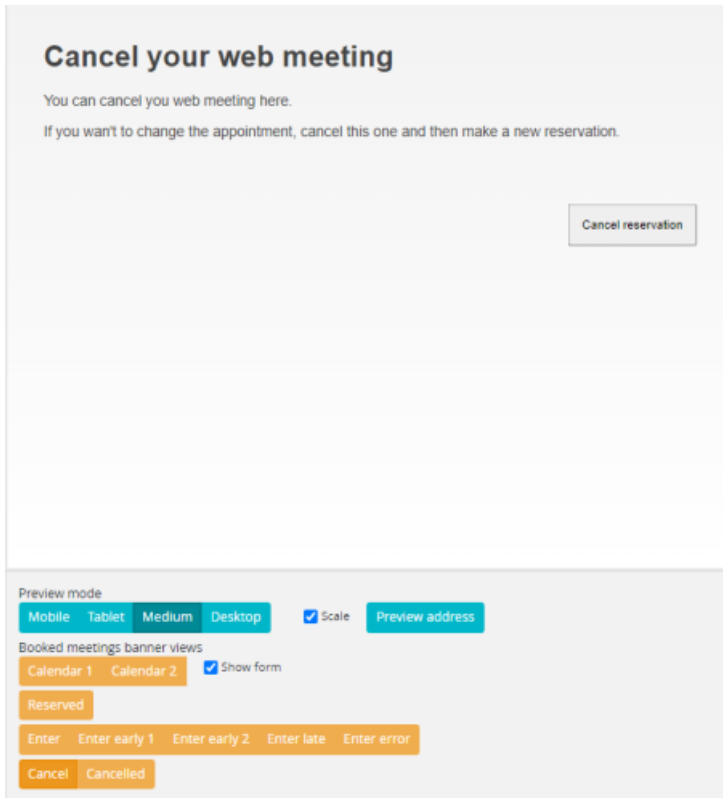 Cancel your web meeting
You can cancel you web meeting here.
If you wan't to change the appointment, cancel this one and then make a new reservation.
Cancel reservation
Preview mode
Mobile Tablet Medium Desktop Scale Preview address
Booked meetings banner views
Calendar 1 Calendar 2 Show form
Reserved
Enter Enter early 1 Enter early 2 Enter late Enter error
Cancel Cancelled